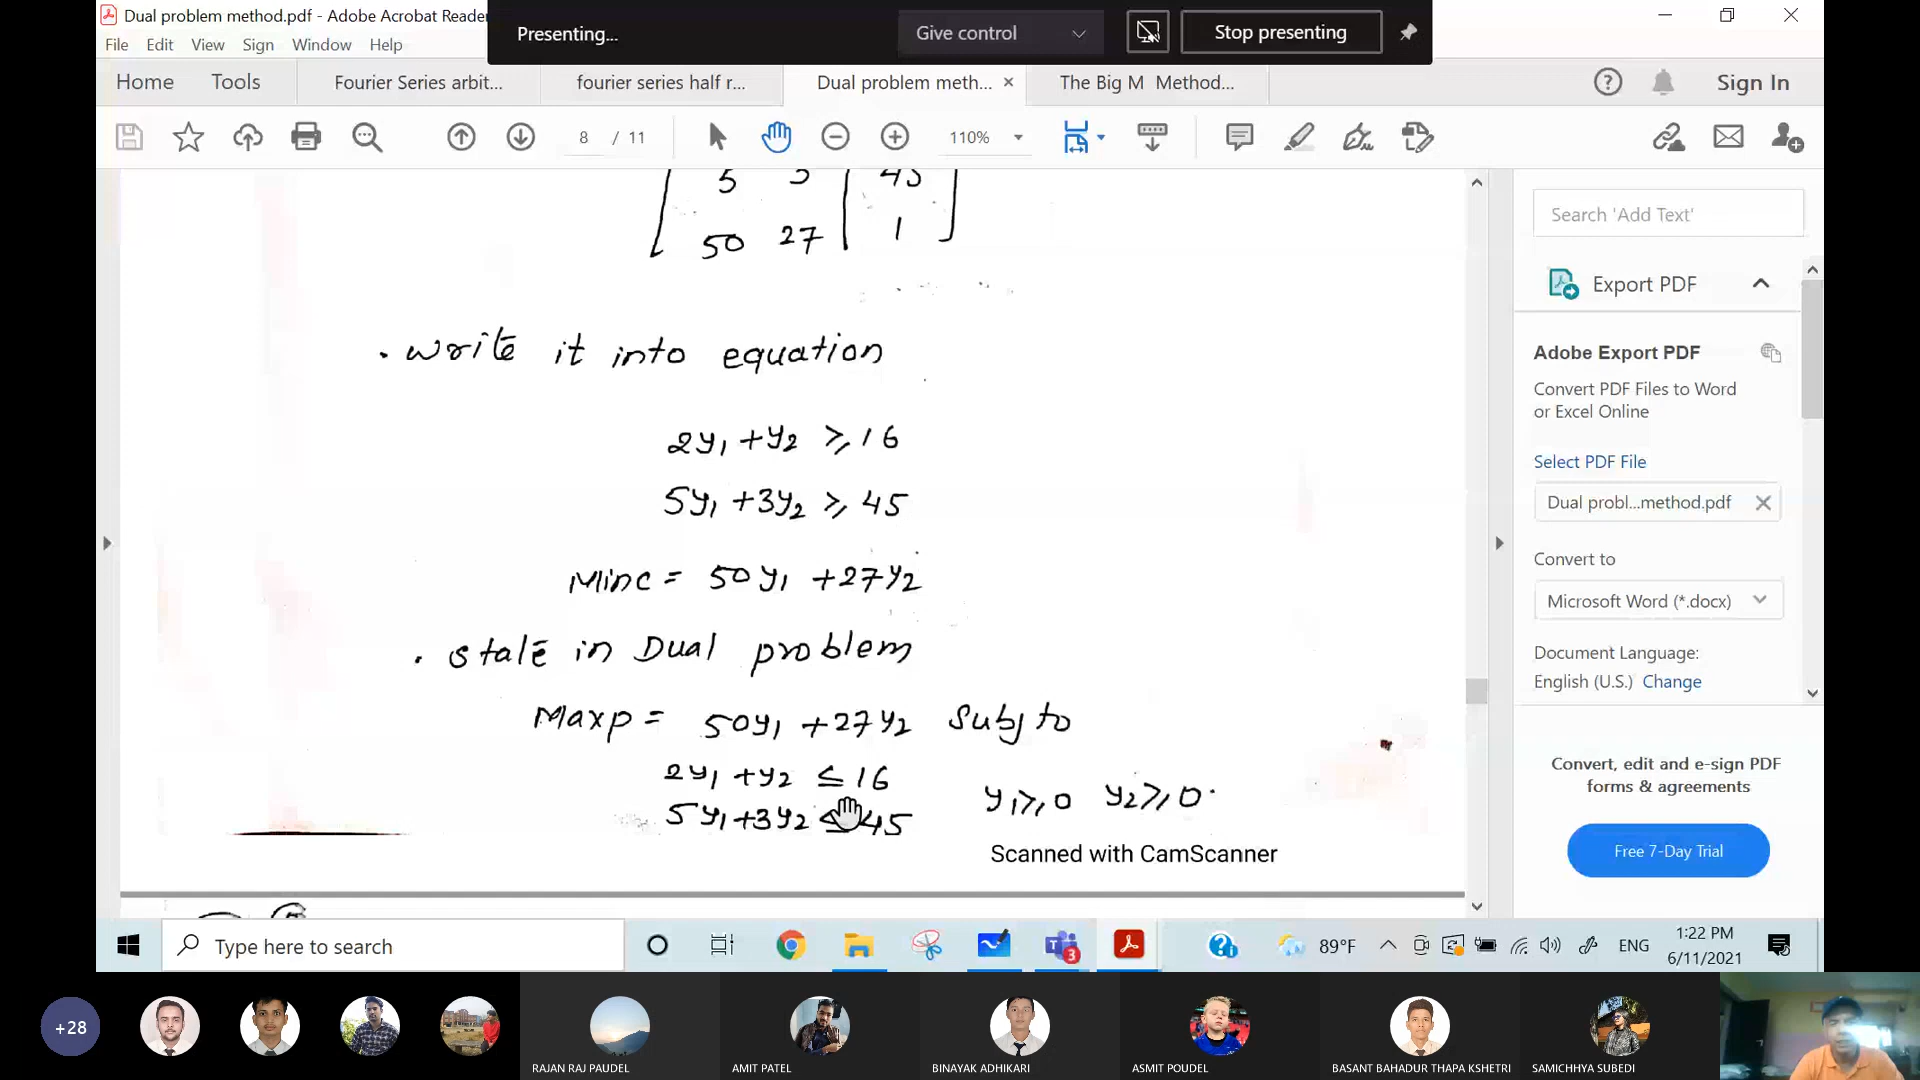 Dual problem method.pdf - Adobe Acrobat Reader
Presenting...
Give control
Stop presenting
File Edit View Sign Window Help
Home Tools Fourier Series arbit... fourier series half r... Dual problem meth... The Big M Method... Sign In
8 / 11 110%
5 3 45
50 27 1
. write it into equation
2y1 + y2 ≥ 16
5y1 + 3y2 ≥ 45
Minc = 50y1 + 27y2
. state in Dual problem
Maxp = 50y1 + 27y2 Subj to
2y1 + y2 ≤ 16
5y1 + 3y2 ≤ 45
y1 ≥ 0 y2 ≥ 0.
Scanned with CamScanner
Search 'Add Text'
Export PDF
Adobe Export PDF
Convert PDF Files to Word
or Excel Online
Select PDF File
Dual probl...method.pdf
Convert to
Microsoft Word (*.docx)
Document Language:
English (U.S.) Change
Convert, edit and e-sign PDF
forms & agreements
Free 7-Day Trial
Type here to search
3
89°F
ENG
1:22 PM
6/11/2021
+28
RAJAN RAJ PAUDEL
AMIT PATEL
BINAYAK ADHIKARI
ASMIT POUDEL
BASANT BAHADUR THAPA KSHETRI
SAMICHHYA SUBEDI